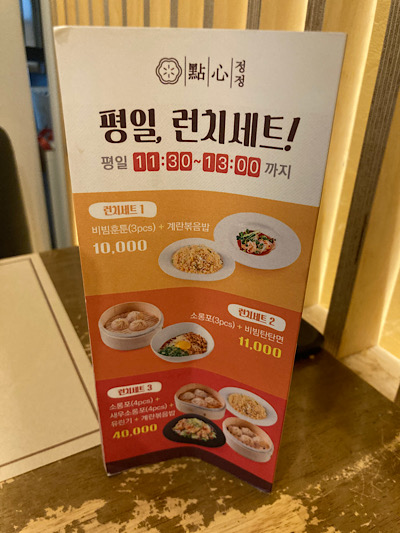 點心 정정
평일, 런치세트!
평일 11:30~13:00 까지
런치세트 1
비빔훈툰(3pcs) + 계란볶음밥
10,000
런치세트 2
소롱포(3pcs) + 비빔탄탄면
11.000
런치세트 3
소롱포(4pcs) +
새우소롱포(4pcs) +
유린기 + 계란볶음밥
40,000